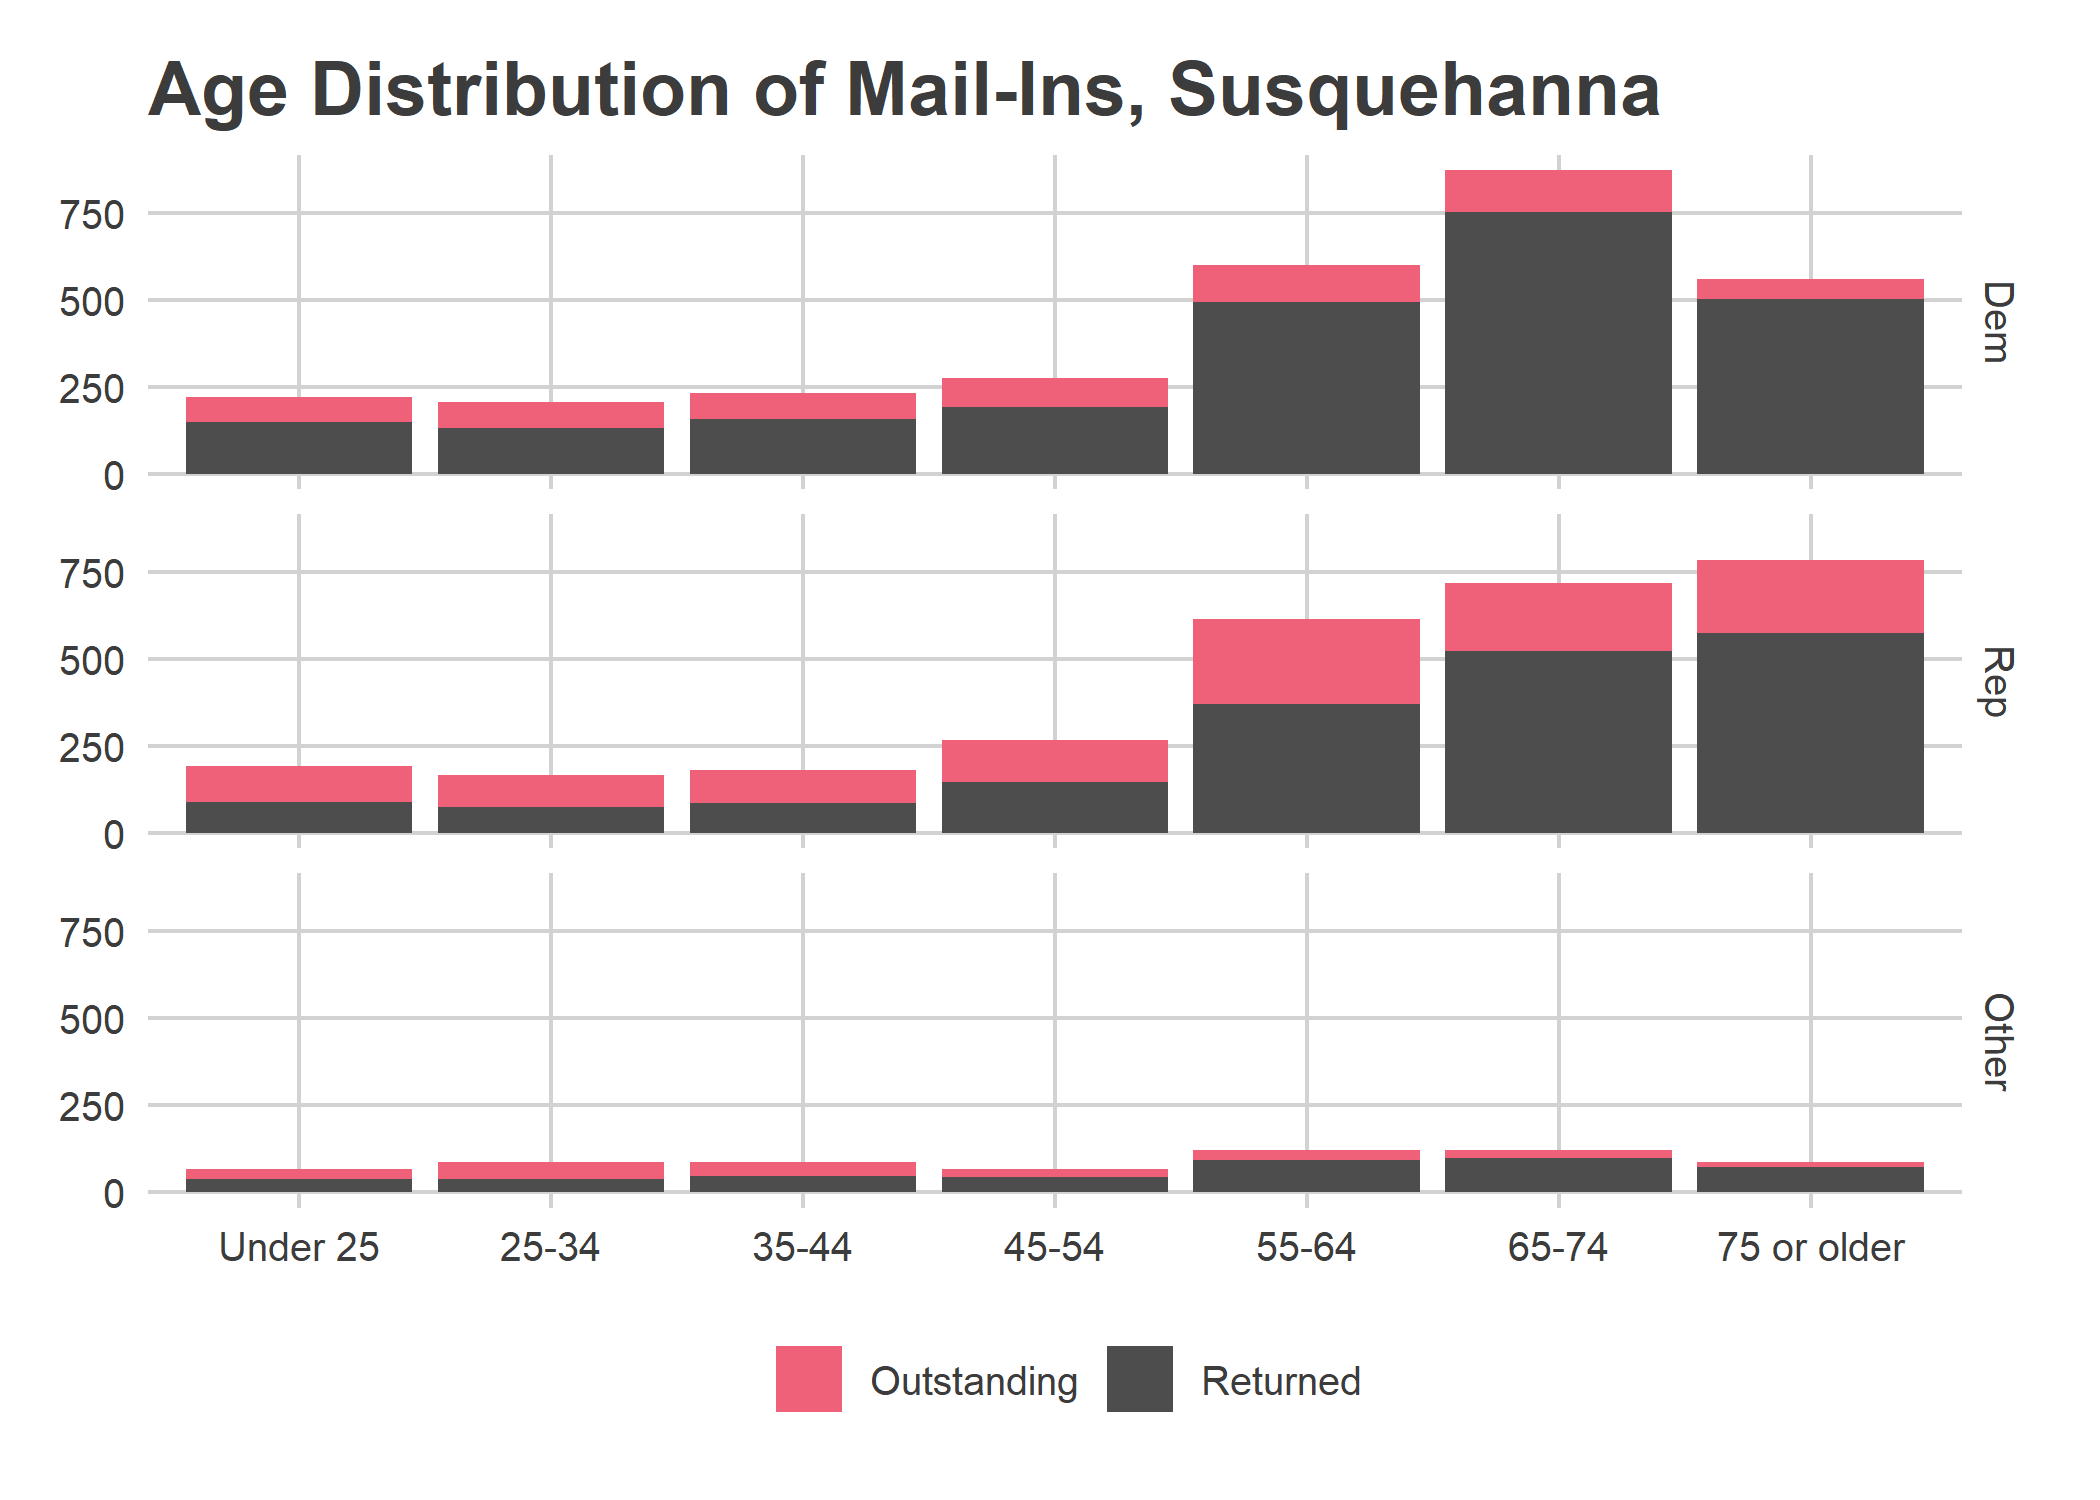 Age Distribution of Mail-Ins, Susquehanna
750
500
250
0
Dem
750
500
250
0
Rep
750
500
250
0
Other
Under 25 25-34 35-44 45-54 55-64 65-74 75 or older
Outstanding Returned